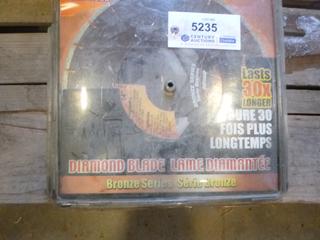 5235
CENTURY
AUCTIONS
Lasts
30x
LONGER
DURE 30
FOIS PLUS
LONGTEMPS
DIAMOND BLADE LAME DIAMANTÉE
Bronze Series Série Bronze